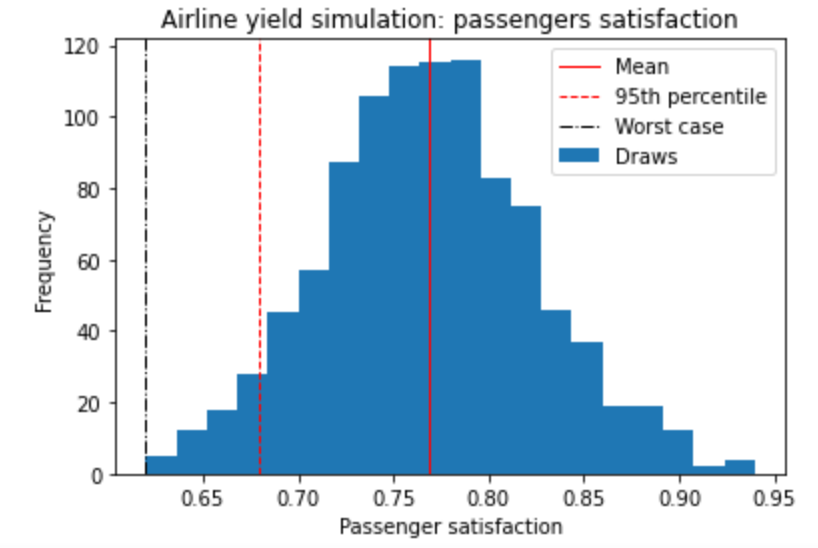 Airline yield simulation: passengers satisfaction
120
100
80
60
40
20
0
Frequency
Mean
95th percentile
Worst case
Draws
0.65 0.70 0.75 0.80 0.85 0.90 0.95
Passenger satisfaction